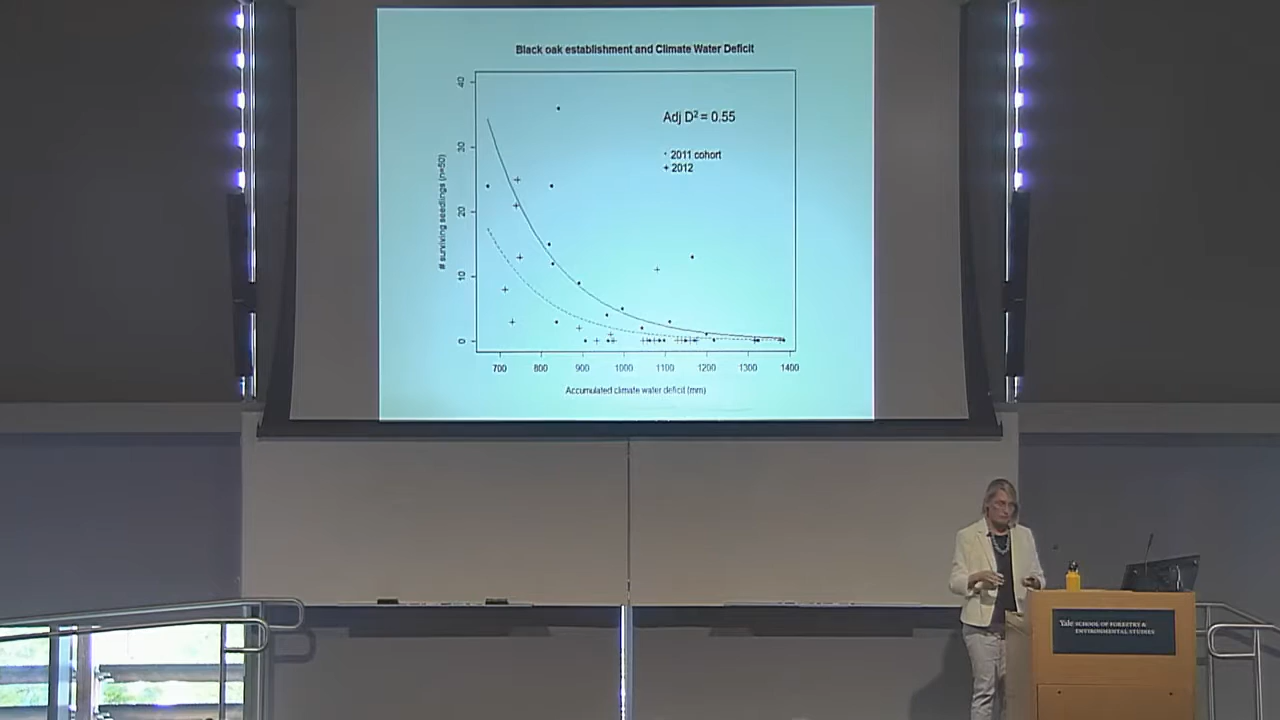 Black oak establishment and Climate Water Deficit
Adj D² = 0.55
· 2011 cohort
+ 2012
# surviving seedlings (n=50)
40
30
20
10
0
700 800 900 1000 1100 1200 1300 1400
Accumulated climate water deficit (mm)
Yale SCHOOL OF FORESTRY &
ENVIRONMENTAL STUDIES